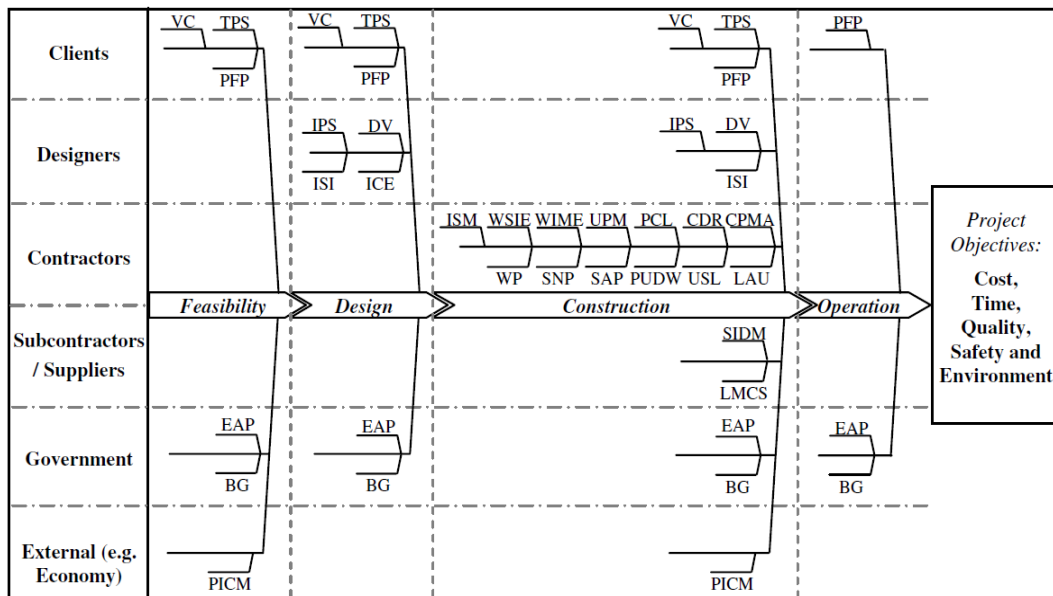 Clients
VC TPS
PFP
VC TPS
PFP
VC TPS
PFP
PFP
Designers
IPS DV
ISI ICE
IPS DV
ISI
Contractors
ISM WSIE WIME UPM PCL CDR CPMA
WP SNP SAP PUDW USL LAU
Feasibility
Design
Construction
Operation
Subcontractors
/ Suppliers
SIDM
LMCS
Government
EAP
BG
EAP
BG
EAP
BG
EAP
BG
External (e.g.
Economy)
PICM
PICM
Project
Objectives:
Cost,
Time,
Quality,
Safety and
Environment